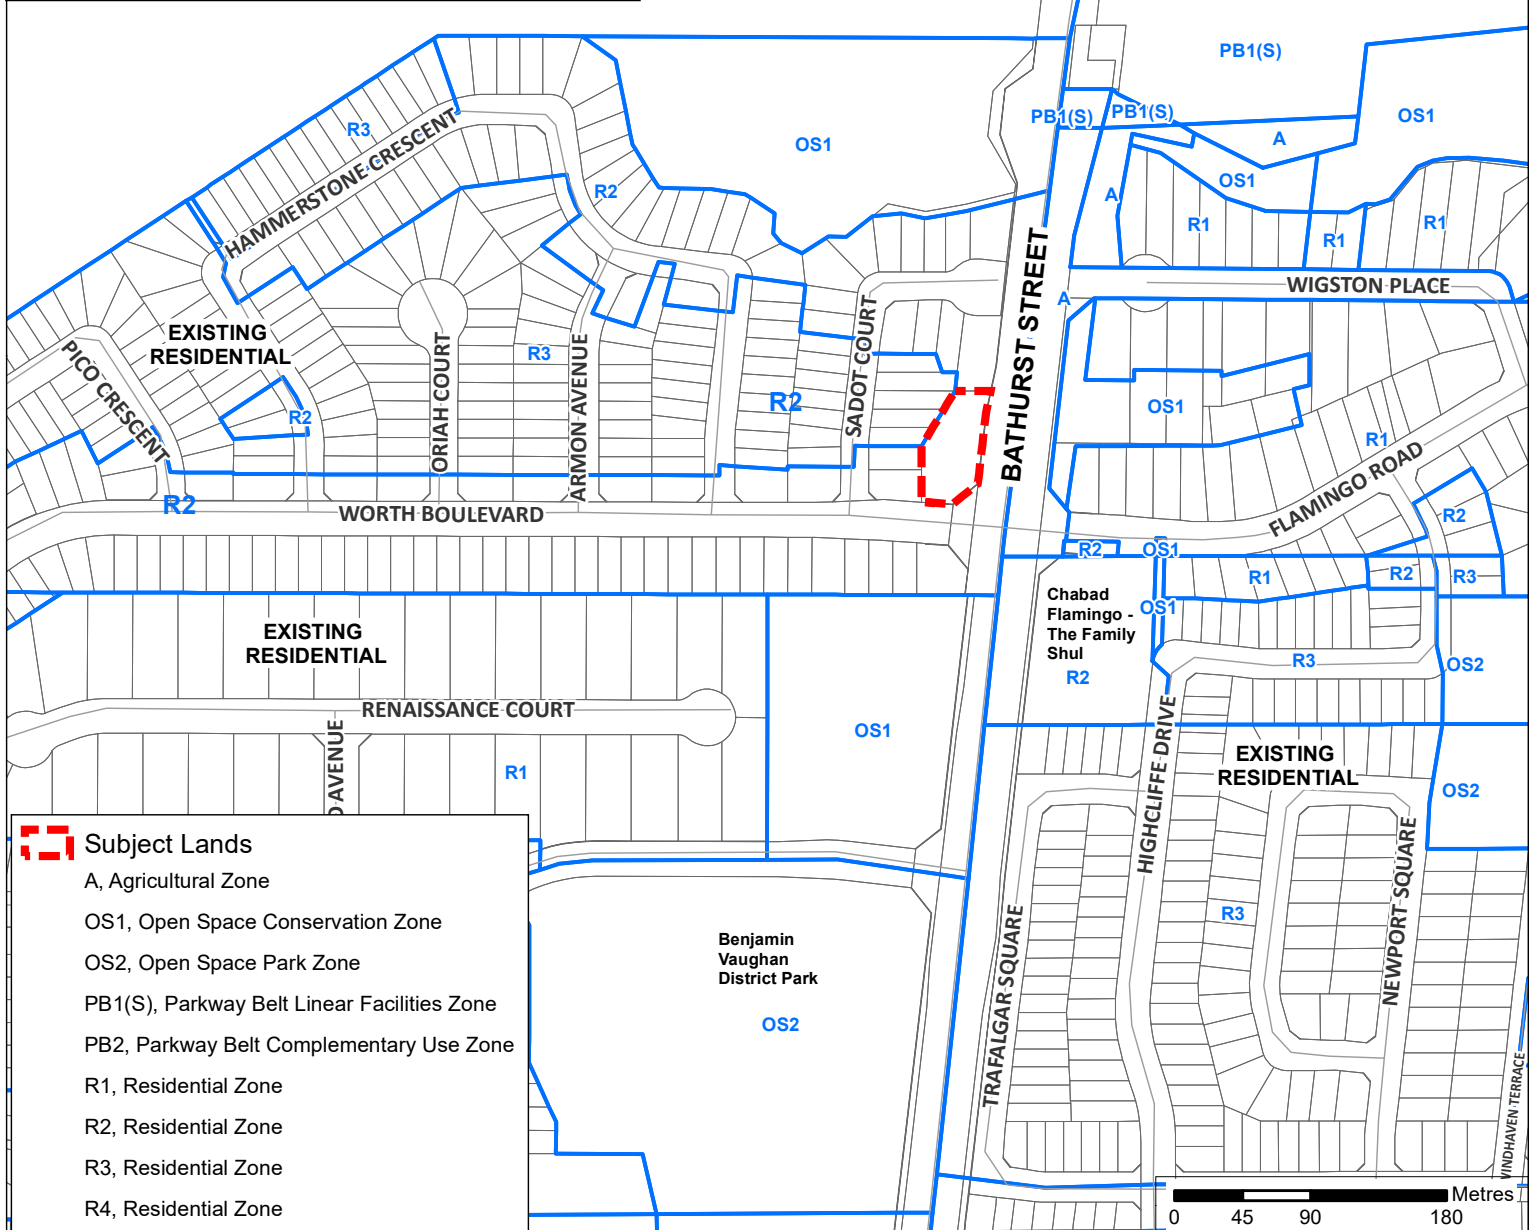 PB1(S)
OS1
PB1(S)
PB1(S)
R3
HAMMERSTONE CRESCENT
OS1
A
OS1
R2
A
R1
R1
R1
BATHURST STREET
WIGSTON PLACE
A
EXISTING
RESIDENTIAL
PICO CRESCENT
R3
ORIAH COURT
ARMON AVENUE
SADOT COURT
R2
R2
OS1
R1
FLAMINGO ROAD
R2
WORTH BOULEVARD
R2
R2
OS1
R1
R2
R3
Chabad
Flamingo -
The Family
Shul
OS1
R2
R3
OS2
EXISTING
RESIDENTIAL
RENAISSANCE COURT
AVENUE
R1
OS1
HIGHCLIFFE DRIVE
EXISTING
RESIDENTIAL
OS2
NEWPORT SQUARE
R3
TRAFALGAR SQUARE
Benjamin
Vaughan
District Park
OS2
Subject Lands
A, Agricultural Zone
OS1, Open Space Conservation Zone
OS2, Open Space Park Zone
PB1(S), Parkway Belt Linear Facilities Zone
PB2, Parkway Belt Complementary Use Zone
R1, Residential Zone
R2, Residential Zone
R3, Residential Zone
R4, Residential Zone
WINDHAVEN TERRACE
Metres
0 45 90 180